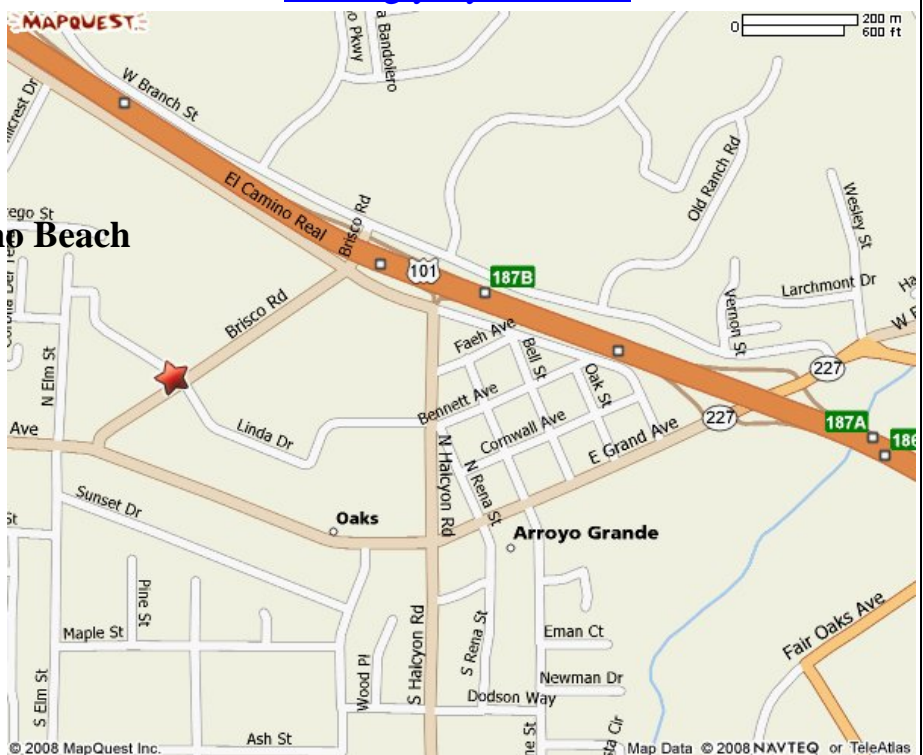 MAPQUEST
0 200 m
600 ft
Pkwy
Bandolero
W Branch St
El Camino Real
Old Ranch Rd
Brisco Rd
Wesley St
Beach
101
187B
Larchmont Dr
Vernon St
Brisco Rd
Faeh Ave
Bell St
227
N Elm St
Oak St
Bennett Ave
Linda Dr
Cornwall Ave
E Grand Ave
227
187A
186
Ave
N Halcyon Rd
N Rena St
Sunset Dr
Oaks
Arroyo Grande
Pine St
Maple St
S Elm St
Wood Pl
S Halcyon Rd
S Rena St
Eman Ct
Fair Oaks Ave
Newman Dr
Dodson Way
Ash St
Cir
© 2008 MapQuest Inc.
Map Data © 2008 NAVTEQ or TeleAtlas